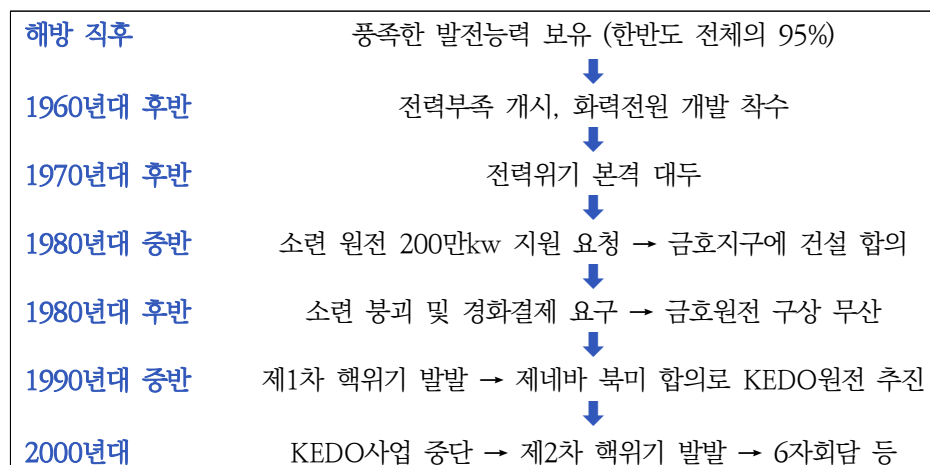 해방 직후 풍족한 발전능력 보유 (한반도 전체의 95%)
1960년대 후반 전력부족 개시, 화력전원 개발 착수
1970년대 후반 전력위기 본격 대두
1980년대 중반 소련 원전 200만kw 지원 요청 → 금호지구에 건설 합의
1980년대 후반 소련 붕괴 및 경화결제 요구 → 금호원전 구상 무산
1990년대 중반 제1차 핵위기 발발 → 제네바 북미 합의로 KEDO원전 추진
2000년대 KEDO사업 중단 → 제2차 핵위기 발발 → 6자회담 등